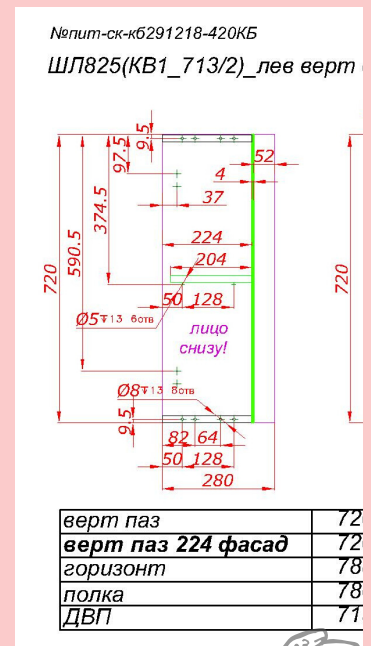 №пит-ск-кб291218-420КБ
ШЛ825(КВ1_713/2)_лев верт
9.5
97.5
52
4
37
374.5
590.5
720
224
204
720
50 128
Ø5▼13 6отв
лицо
снизу!
Ø8▼13 8отв
9.5
82 64
50 128
280
верт паз 72
верт паз 224 фасад 72
горизонт 78
полка 78
ДВП 71